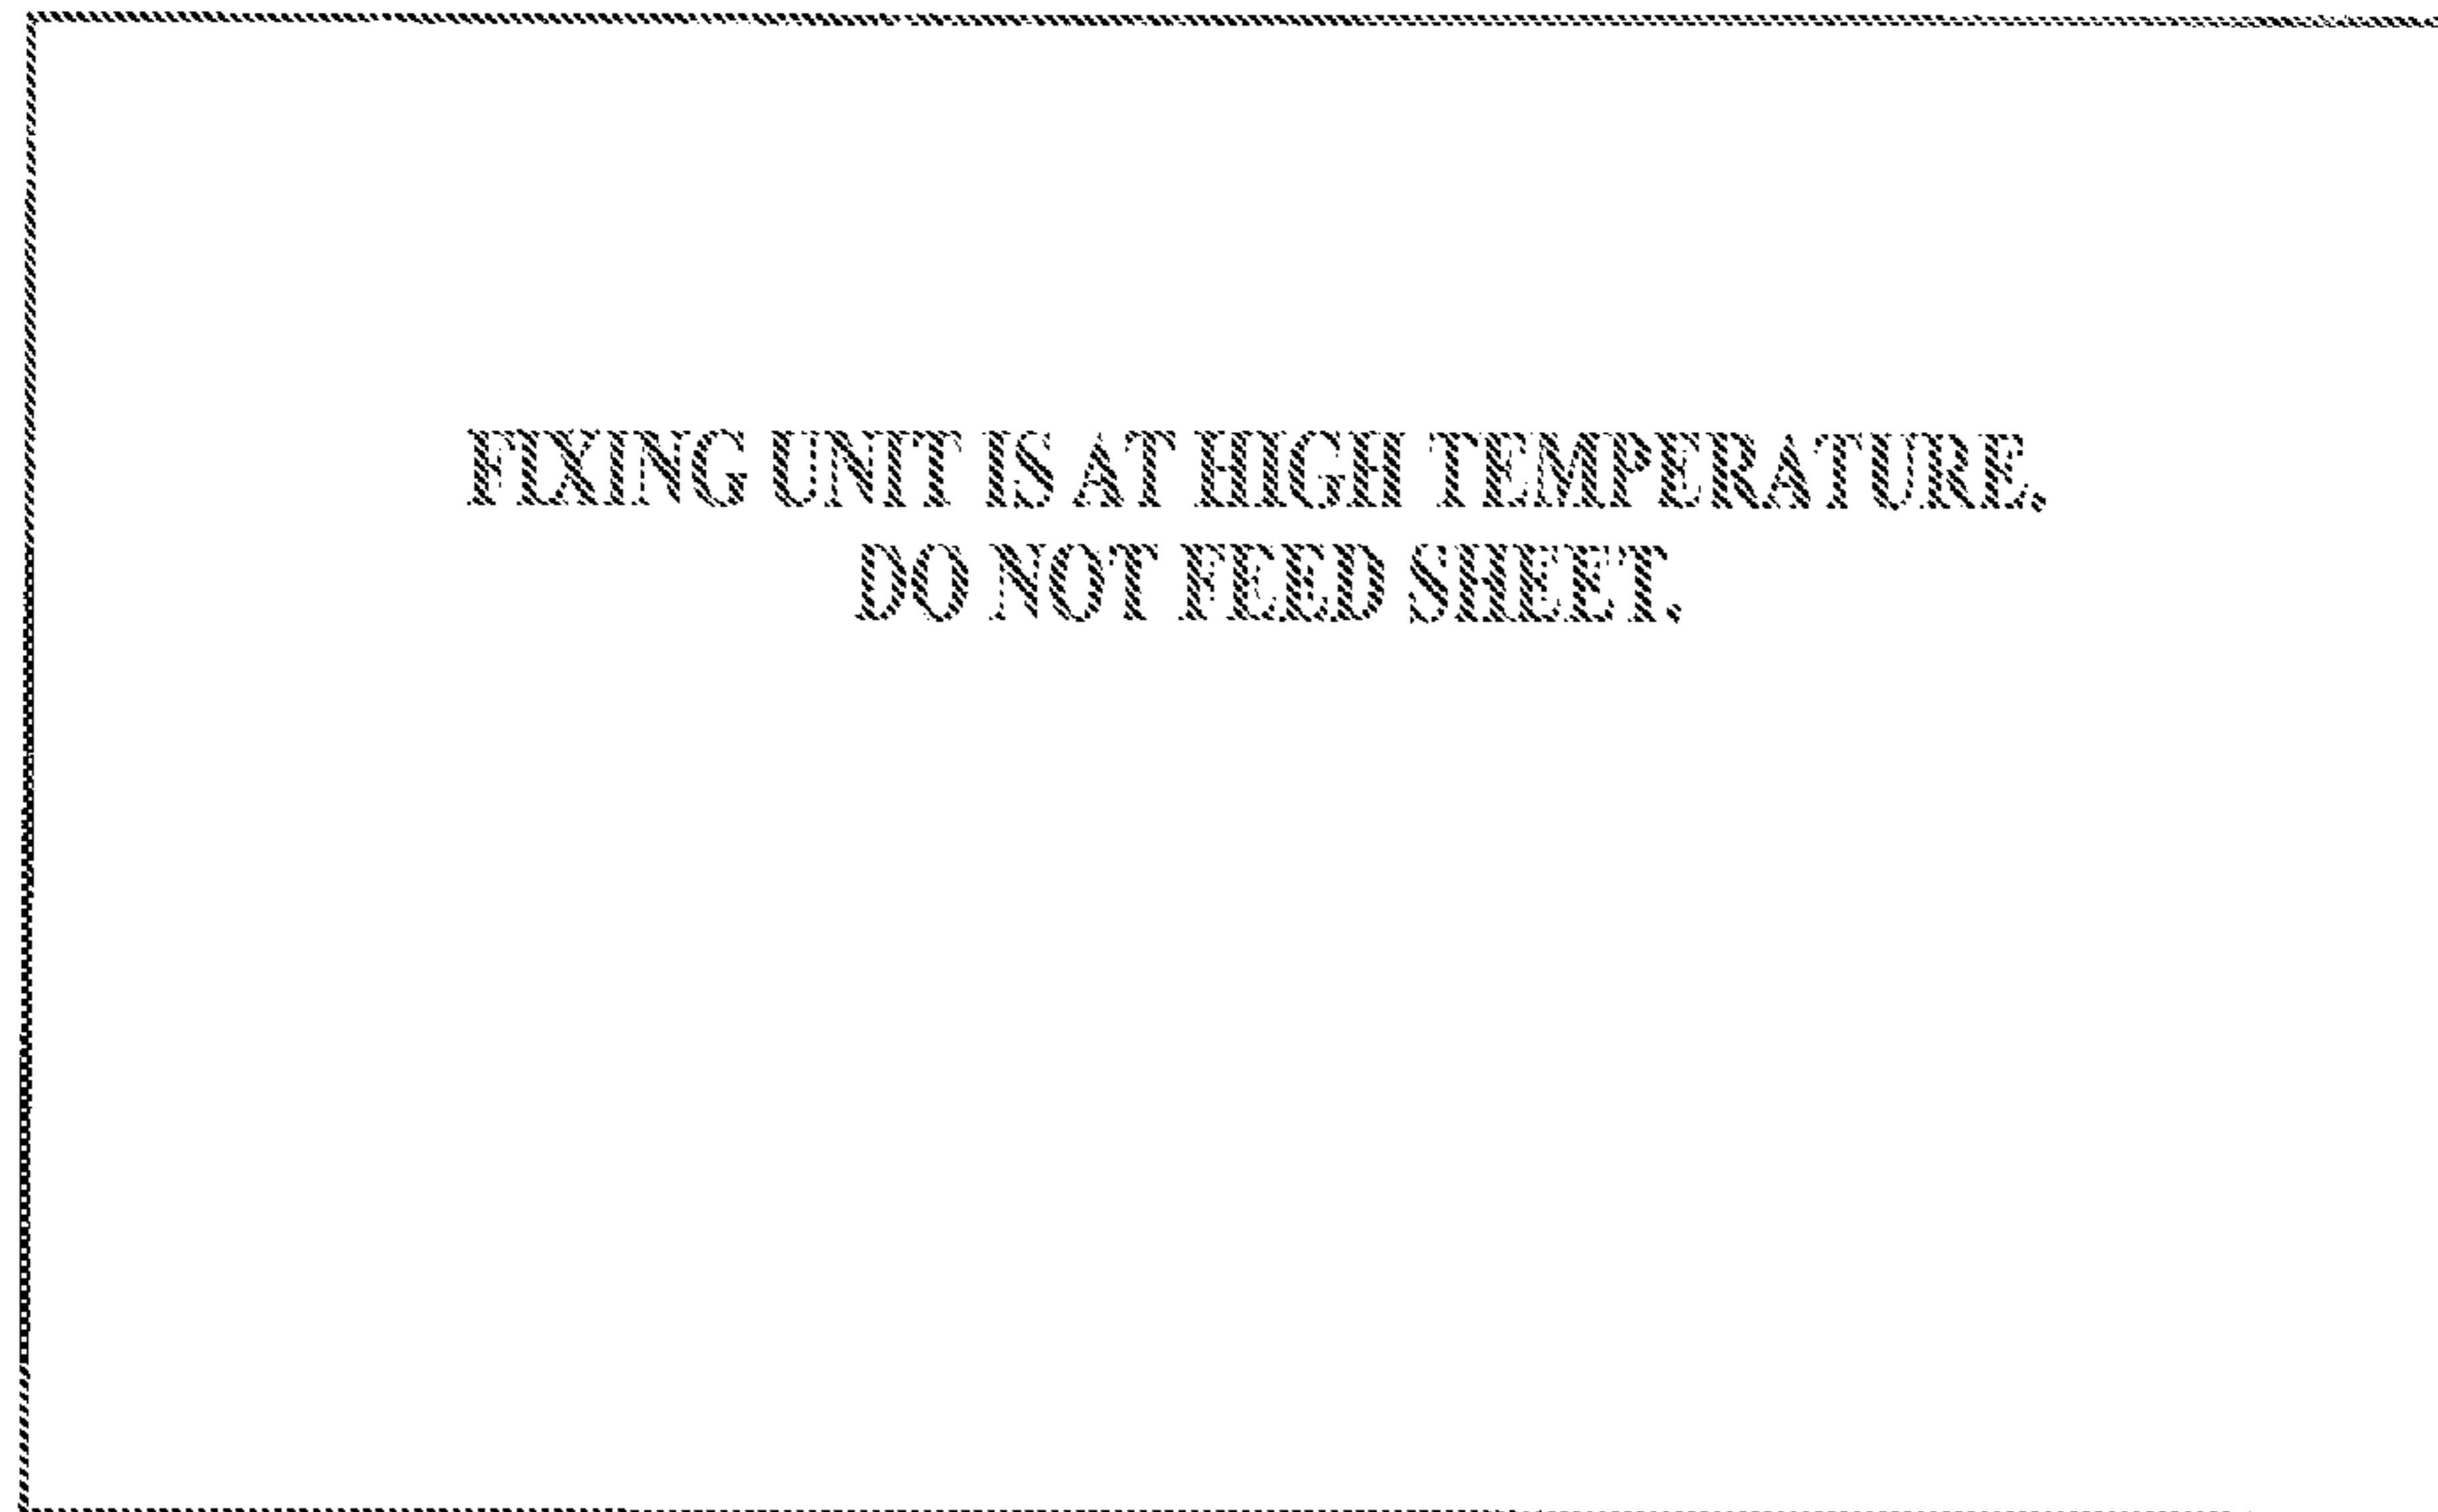 FIXING UNIT IS AT HIGH TEMPERATURE.
DO NOT FEED SHEET.